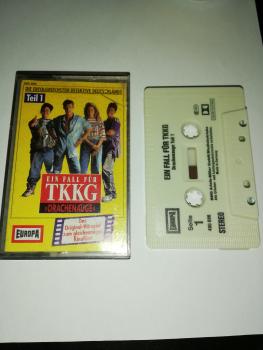 DIE ERFOLGREICHSTEN DETEKTIVE DEUTSCHLANDS
Teil 1
EIN FALL FÜR
TKKG
»DRACHENAUGE«
Das
Original-Hörspiel
zum gleichnamigen
Kinofilm!
EUROPA
EIN FALL FÜR TKKG
Drachenauge Teil 1
Seite
1
STEREO
EUROPA